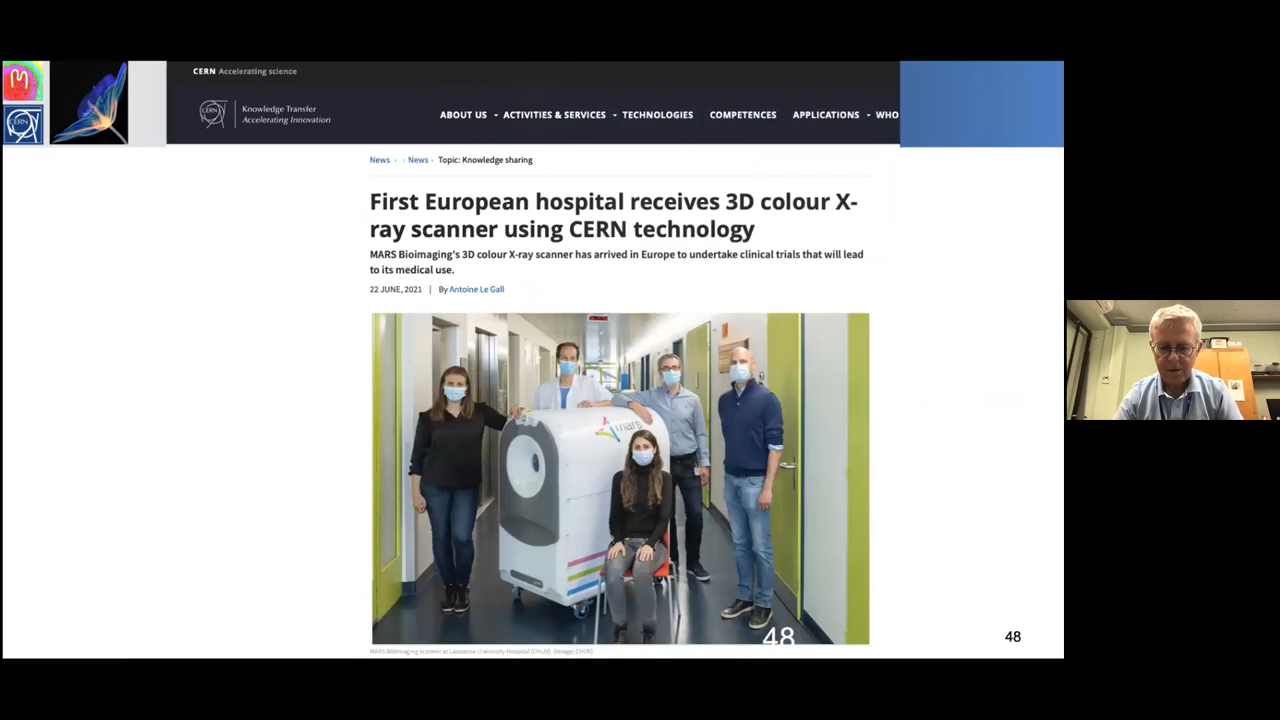 CERN Accelerating science
CERN
Knowledge Transfer
Accelerating Innovation
ABOUT US
ACTIVITIES & SERVICES
TECHNOLOGIES
COMPETENCES
APPLICATIONS
WHO
CERN
News › › News › Topic: Knowledge sharing
First European hospital receives 3D colour X-
ray scanner using CERN technology
MARS Bioimaging's 3D colour X-ray scanner has arrived in Europe to undertake clinical trials that will lead
to its medical use.
22 JUNE, 2021 | By Antoine Le Gall
mars
48
48
MARS Bioimaging scanner at Lausanne University Hospital (CHUV). (Image: CHUV)